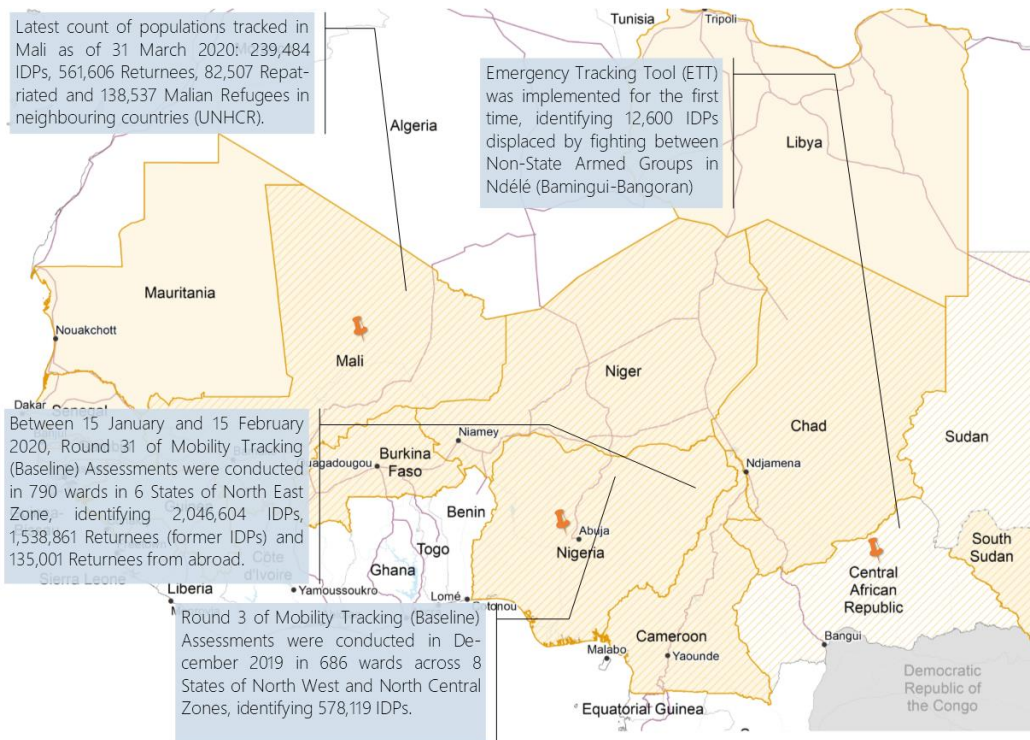 Latest count of populations tracked in
Mali as of 31 March 2020: 239,484
IDPs, 561,606 Returnees, 82,507 Repat-
riated and 138,537 Malian Refugees in
neighbouring countries (UNHCR).
Emergency Tracking Tool (ETT)
was implemented for the first
time, identifying 12,600 IDPs
displaced by fighting between
Non-State Armed Groups in
Ndélé (Bamingui-Bangoran)
Tunisia
Tripoli
Algeria
Libya
Mauritania
Nouakchott
Mali
Niger
Chad
Sudan
Dakar
Senegal
Between 15 January and 15 February
2020, Round 31 of Mobility Tracking
(Baseline) Assessments were conducted
in 790 wards in 6 States of North East
Zone, identifying 2,046,604 IDPs,
1,538,861 Returnees (former IDPs) and
135,001 Returnees from abroad.
Niamey
Burkina
Faso
Ndjamena
Benin
Abuja
Nigeria
Togo
Ghana
Côte
d'Ivoire
Sierra Leone
Liberia
Yamoussoukro
Lomé
South
Sudan
Central
African
Republic
Round 3 of Mobility Tracking (Baseline)
Assessments were conducted in De-
cember 2019 in 686 wards across 8
States of North West and North Central
Zones, identifying 578,119 IDPs.
Cameroon
Malabo
Yaounde
Bangui
Equatorial Guinea
Democratic
Republic of
the Congo